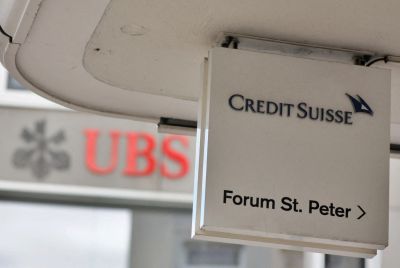 CREDIT SUISSE
UBS
Forum St. Peter >